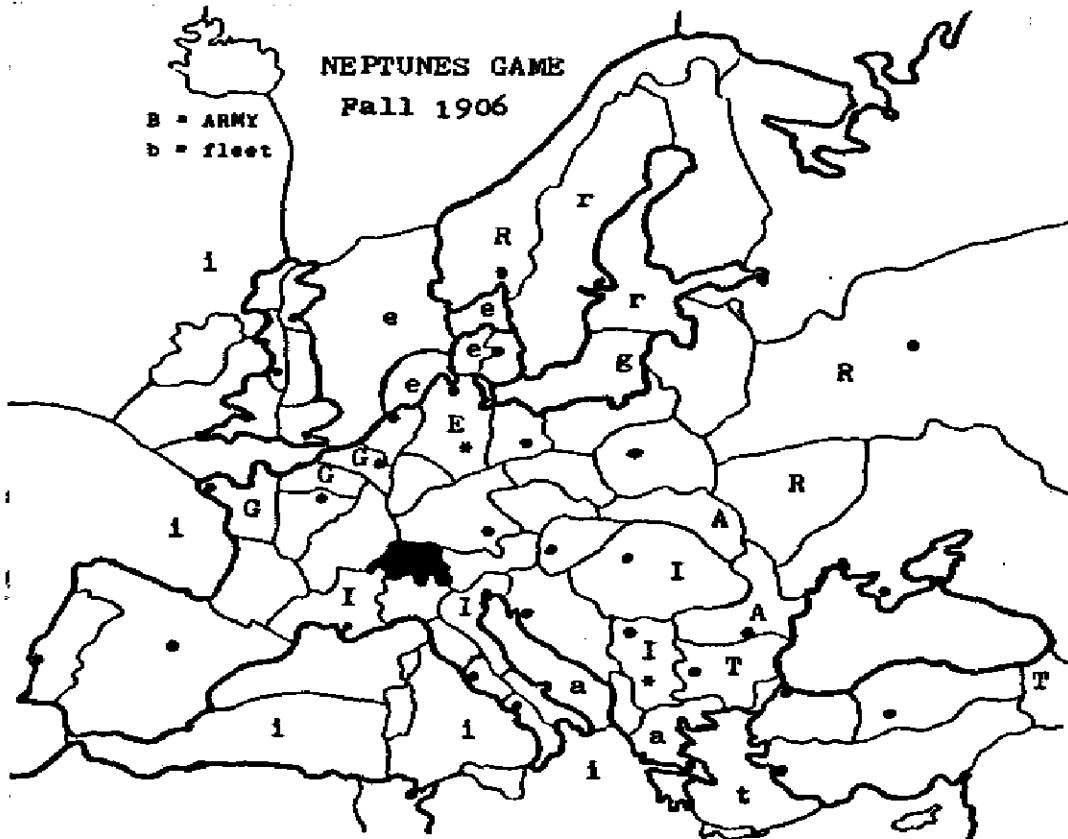 NEPTUNES GAME
Fall 1906
B = ARMY
b = fleet
r
R
i
r
e
e
e
g
R
e
E
*
G
G
R
G
A
i
I
I
I
A
I
T
*
T
a
i
i
a
i
t